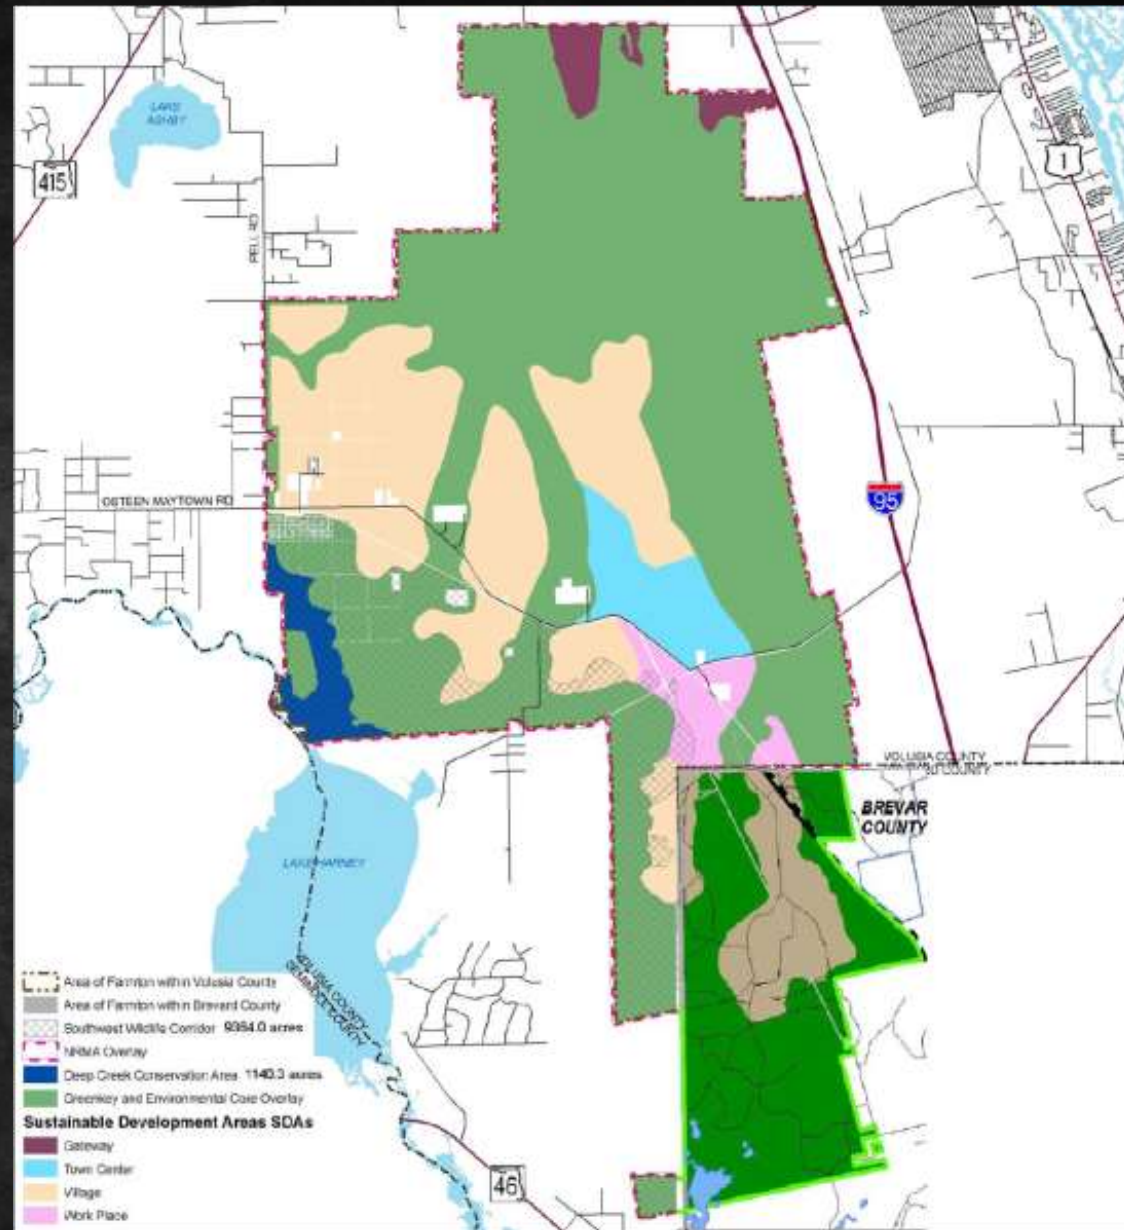 LAKE
ASHBY
415
1
PELL RD
OSTEEN MAYTOWN RD
95
VOLUSIA COUNTY
COUNTY
BREVAR
COUNTY
LAKE HARNEY
VOLUSIA COUNTY
SEMINOLE COUNTY
Area of Farmton within Volusia County
Area of Farmton within Brevard County
Southwest Wildlife Corridor 9364.0 acres
NRMA Overlay
Deep Creek Conservation Area 1140.3 acres
Greenkey and Environmental Core Overlay
Sustainable Development Areas SDAs
Gateway
Town Center
Village
Work Place
46